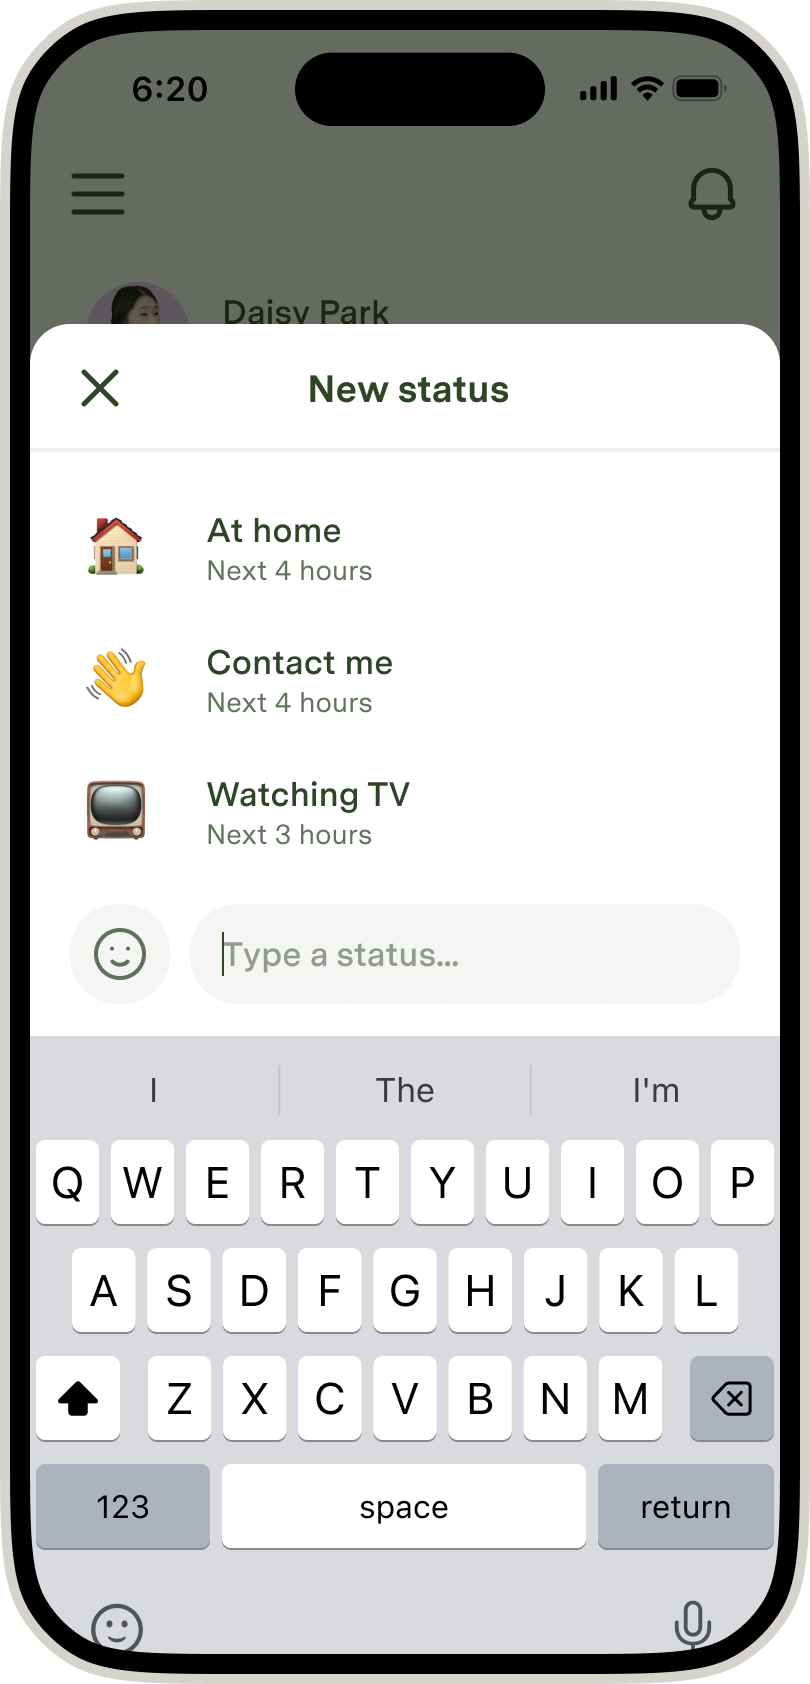 6:20
Daisy Park
New status
At home
Next 4 hours
Contact me
Next 4 hours
Watching TV
Next 3 hours
Type a status...
I The I'm
Q W E R T Y U I O P
A S D F G H J K L
Z X C V B N M
123 space return